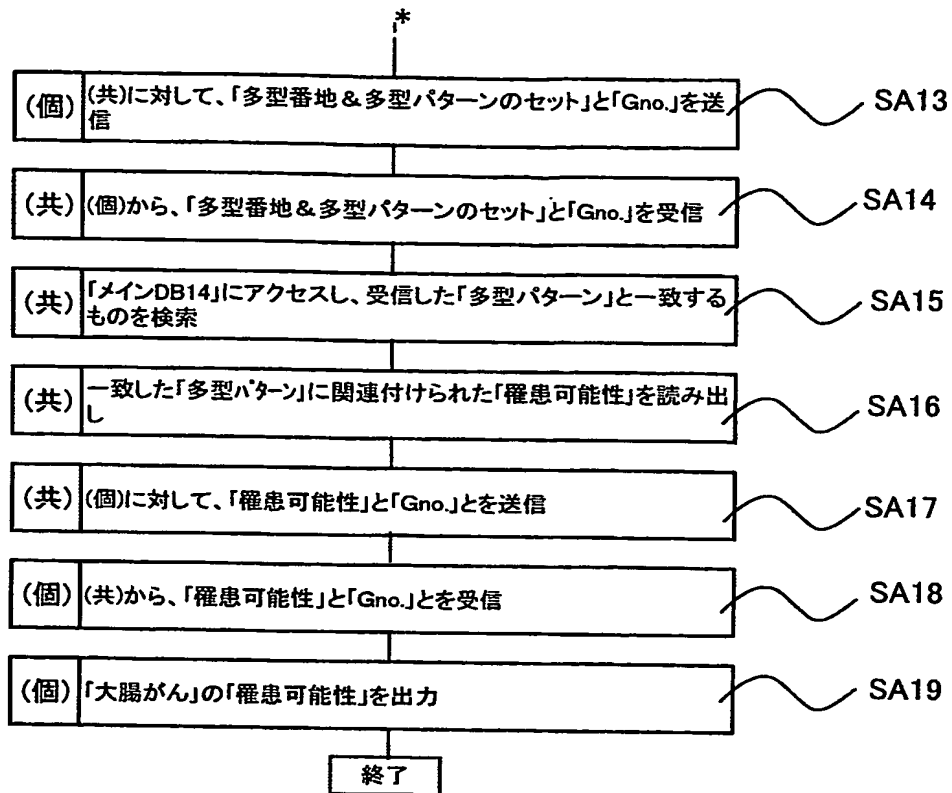 *
(個) (共)に対して、「多型番地＆多型パターンのセット」と「Gno.」を送
信
SA13
(共) (個)から、「多型番地＆多型パターンのセット」と「Gno.」を受信
SA14
(共) 「メインDB14」にアクセスし、受信した「多型パターン」と一致する
ものを検索
SA15
(共) 一致した「多型パターン」に関連付けられた「罹患可能性」を読み出
し
SA16
(共) (個)に対して、「罹患可能性」と「Gno.」とを送信
SA17
(個) (共)から、「罹患可能性」と「Gno.」とを受信
SA18
(個) 「大腸がん」の「罹患可能性」を出力
SA19
終了